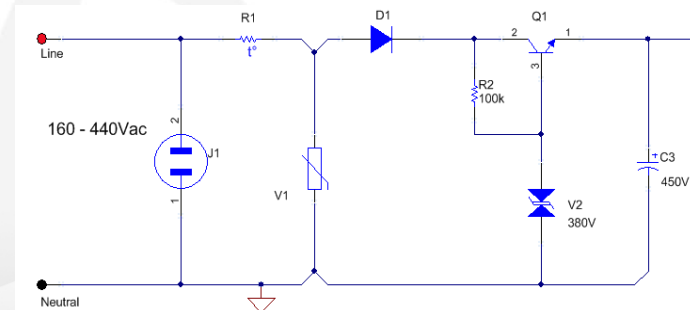 R1
D1
Q1
Line
t°
2
1
3
R2
100k
160 - 440Vac
2
J1
1
V1
V2
380V
+
C3
450V
Neutral